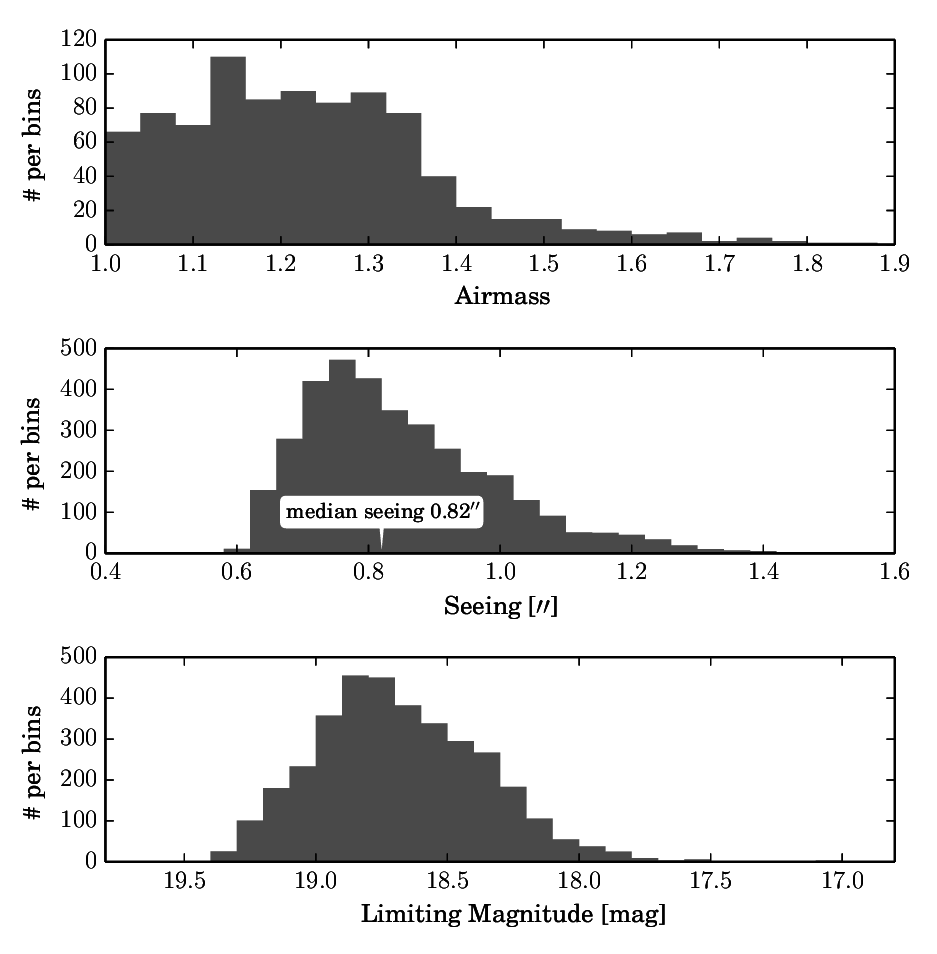 120
100
80
60
40
20
0
# per bins
1.0 1.1 1.2 1.3 1.4 1.5 1.6 1.7 1.8 1.9
Airmass
500
400
300
200
100
0
# per bins
median seeing 0.82″
0.4 0.6 0.8 1.0 1.2 1.4 1.6
Seeing [″]
500
400
300
200
100
0
# per bins
19.5 19.0 18.5 18.0 17.5 17.0
Limiting Magnitude [mag]